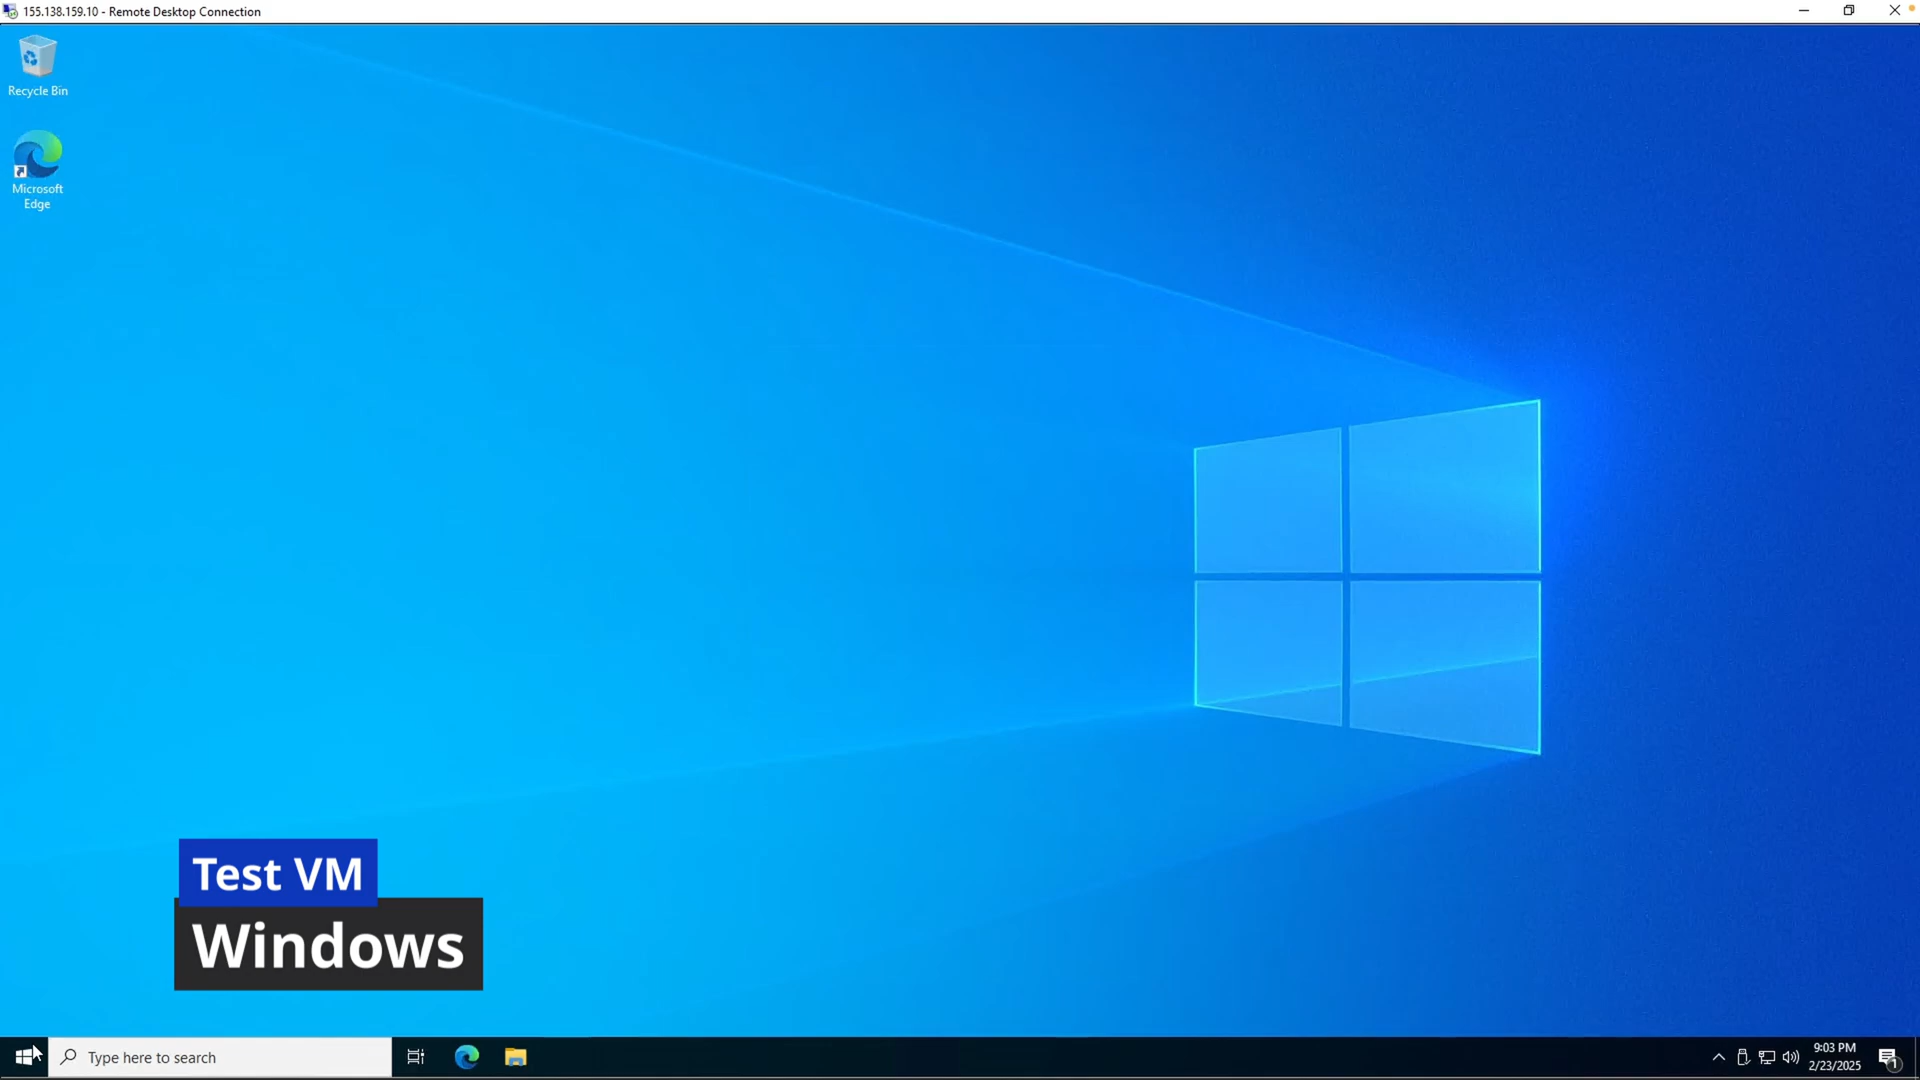 155.138.159.10 - Remote Desktop Connection
Recycle Bin
Microsoft
Edge
Test VM
Windows
Type here to search
9:03 PM
2/23/2025
1